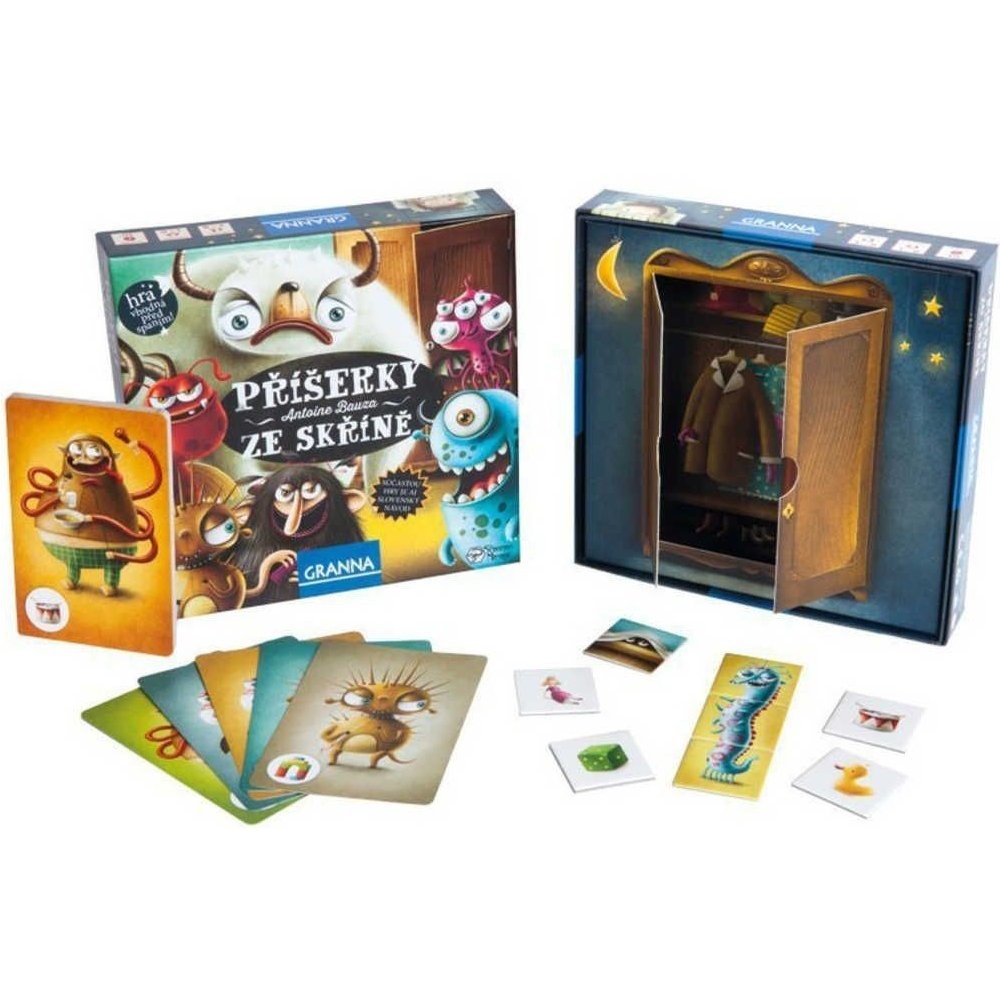 GRANNA
hra
vhodná
před
spaním!
PŘÍŠERKY
Antoine Bauza
ZE SKŘÍNĚ
SÚČASŤOU
HRY JE AJ
SLOVENSKÝ
NÁVOD
GRANNA
GRANNA